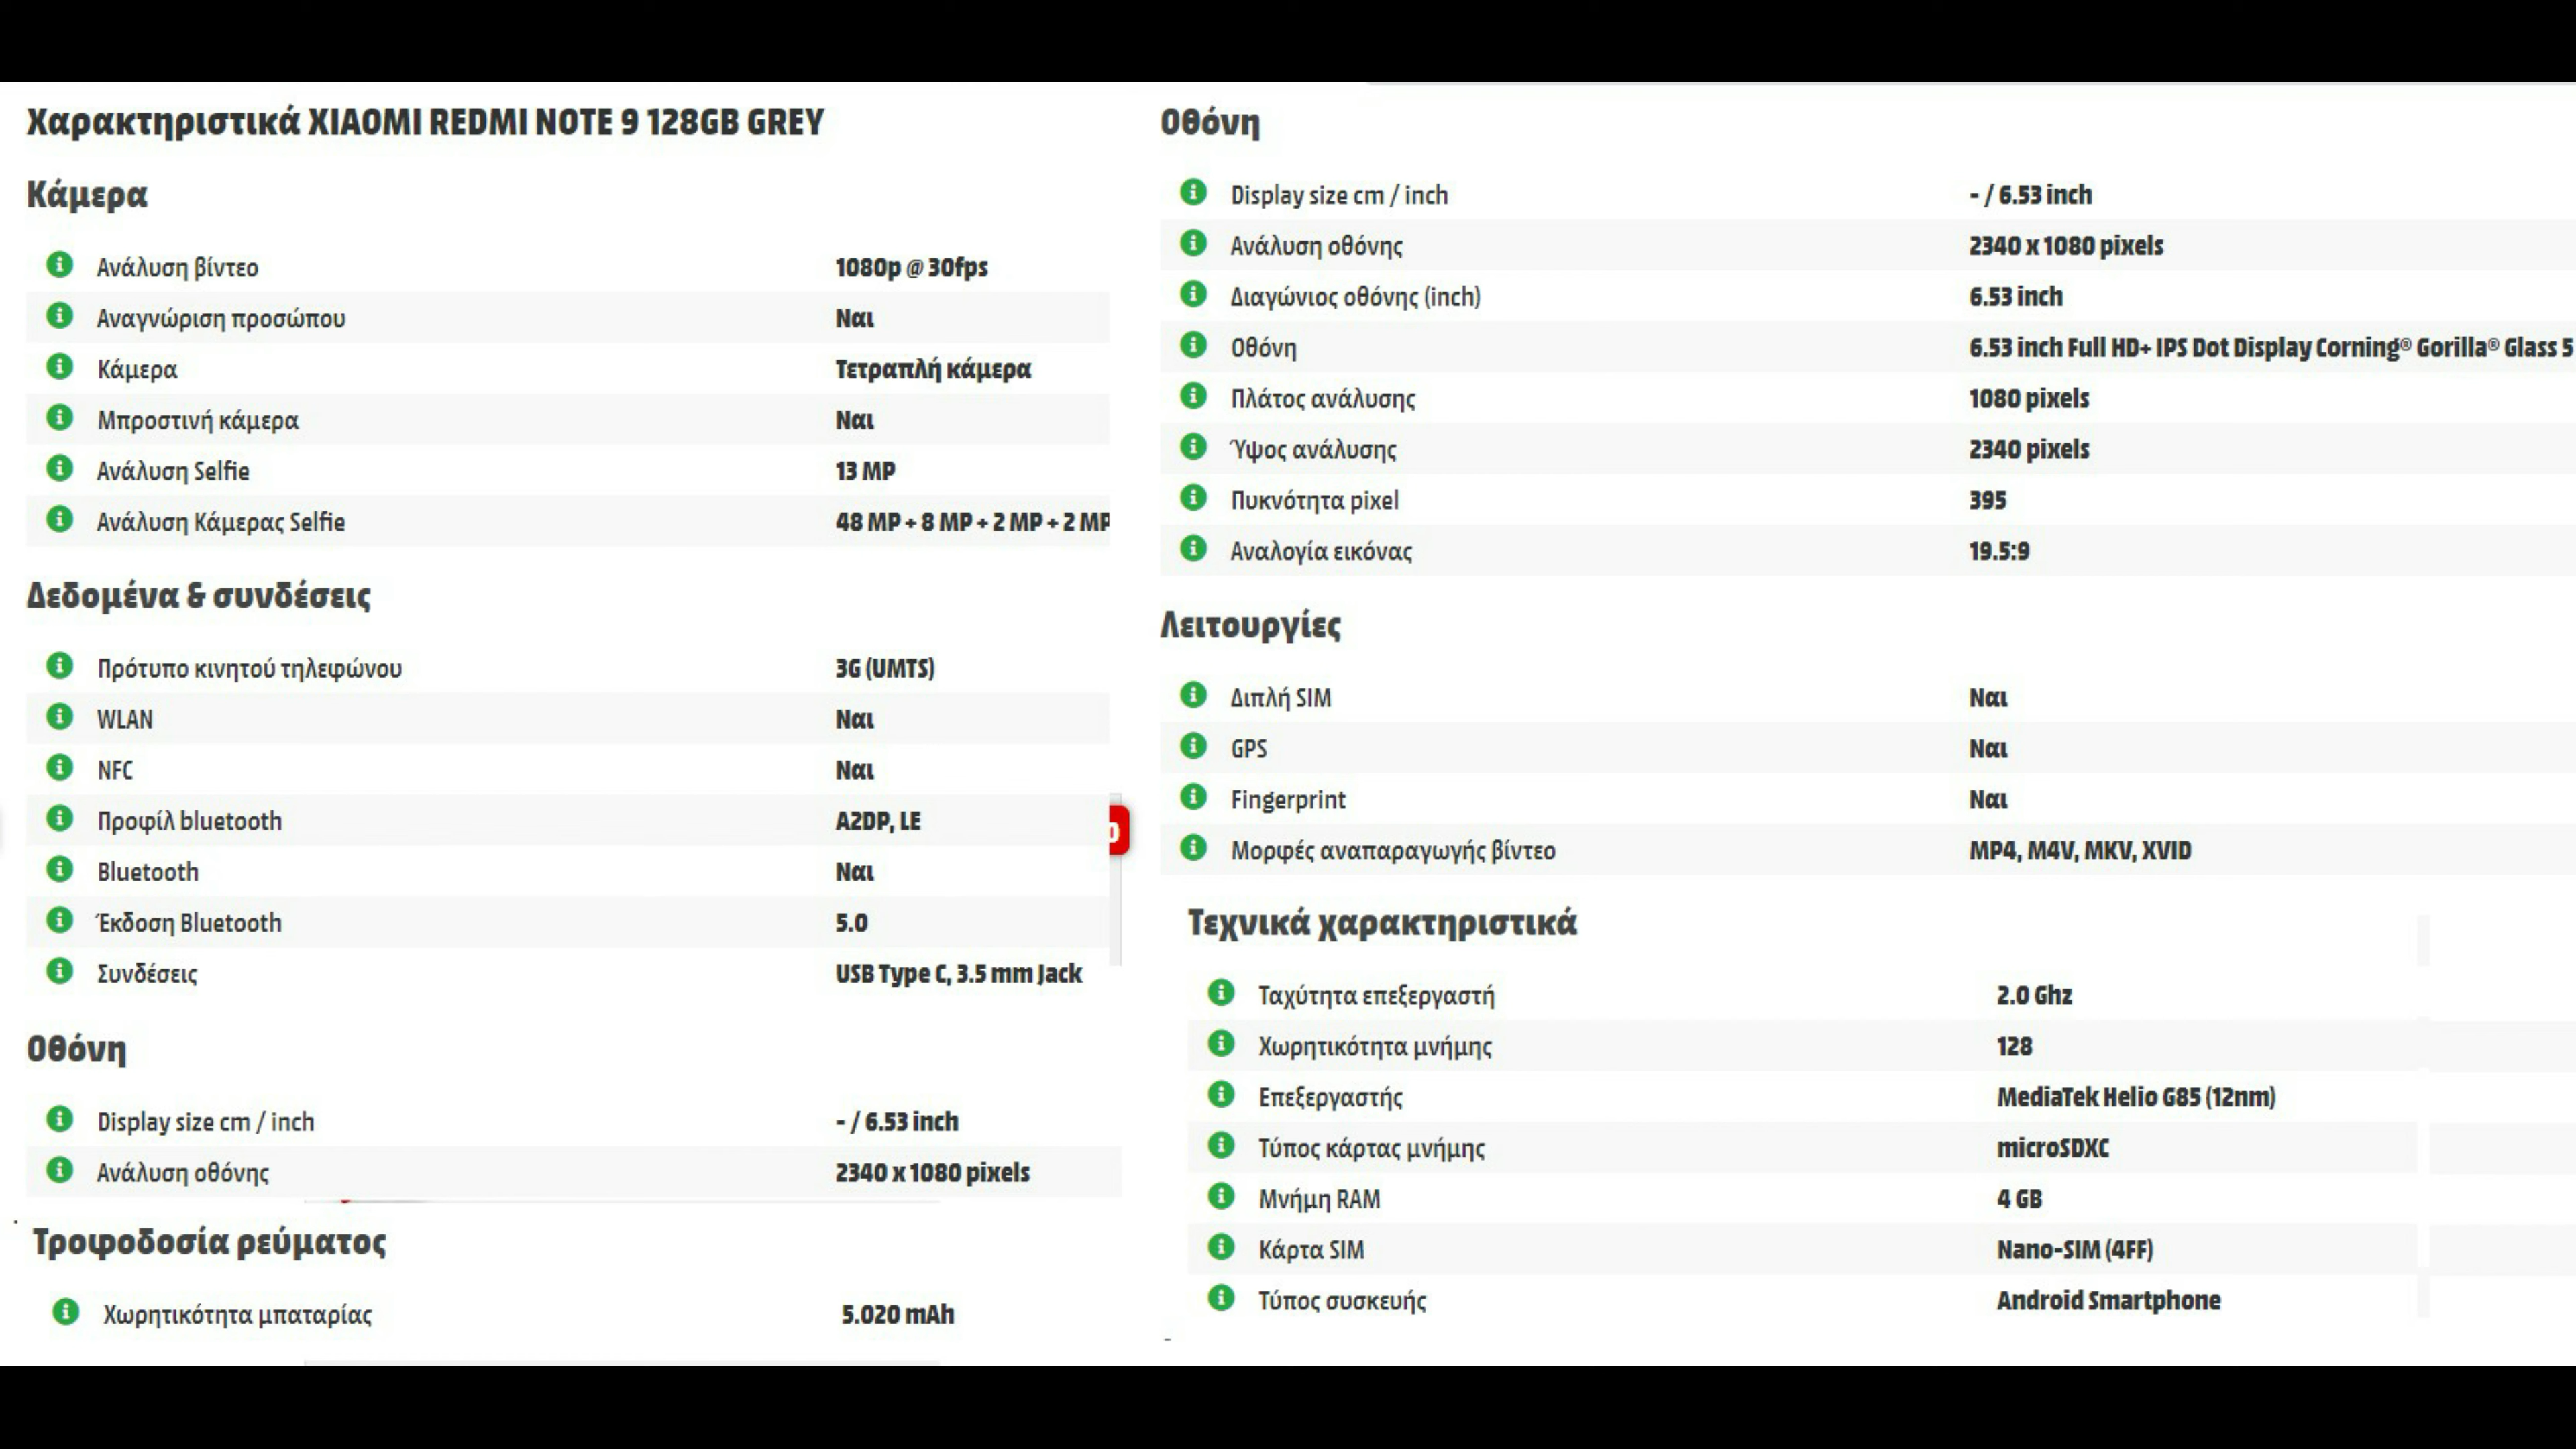 Χαρακτηριστικά XIAOMI REDMI NOTE 9 128GB GREY
Κάμερα
Ανάλυση βίντεο 1080p @ 30fps
Αναγνώριση προσώπου Ναι
Κάμερα Τετραπλή κάμερα
Μπροστινή κάμερα Ναι
Ανάλυση Selfie 13 MP
Ανάλυση Κάμερας Selfie 48 MP + 8 MP + 2 MP + 2 MP
Δεδομένα & συνδέσεις
Πρότυπο κινητού τηλεφώνου 3G (UMTS)
WLAN Ναι
NFC Ναι
Προφίλ bluetooth A2DP, LE
Bluetooth Ναι
Έκδοση Bluetooth 5.0
Συνδέσεις USB Type C, 3.5 mm Jack
Οθόνη
Display size cm / inch - / 6.53 inch
Ανάλυση οθόνης 2340 x 1080 pixels
Τροφοδοσία ρεύματος
Χωρητικότητα μπαταρίας 5.020 mAh
Οθόνη
Display size cm / inch - / 6.53 inch
Ανάλυση οθόνης 2340 x 1080 pixels
Διαγώνιος οθόνης (inch) 6.53 inch
Οθόνη 6.53 inch Full HD+ IPS Dot Display Corning® Gorilla® Glass 5
Πλάτος ανάλυσης 1080 pixels
Ύψος ανάλυσης 2340 pixels
Πυκνότητα pixel 395
Αναλογία εικόνας 19.5:9
Λειτουργίες
Διπλή SIM Ναι
GPS Ναι
Fingerprint Ναι
Μορφές αναπαραγωγής βίντεο MP4, M4V, MKV, XVID
Τεχνικά χαρακτηριστικά
Ταχύτητα επεξεργαστή 2.0 Ghz
Χωρητικότητα μνήμης 128
Επεξεργαστής MediaTek Helio G85 (12nm)
Τύπος κάρτας μνήμης microSDXC
Μνήμη RAM 4 GB
Κάρτα SIM Nano-SIM (4FF)
Τύπος συσκευής Android Smartphone